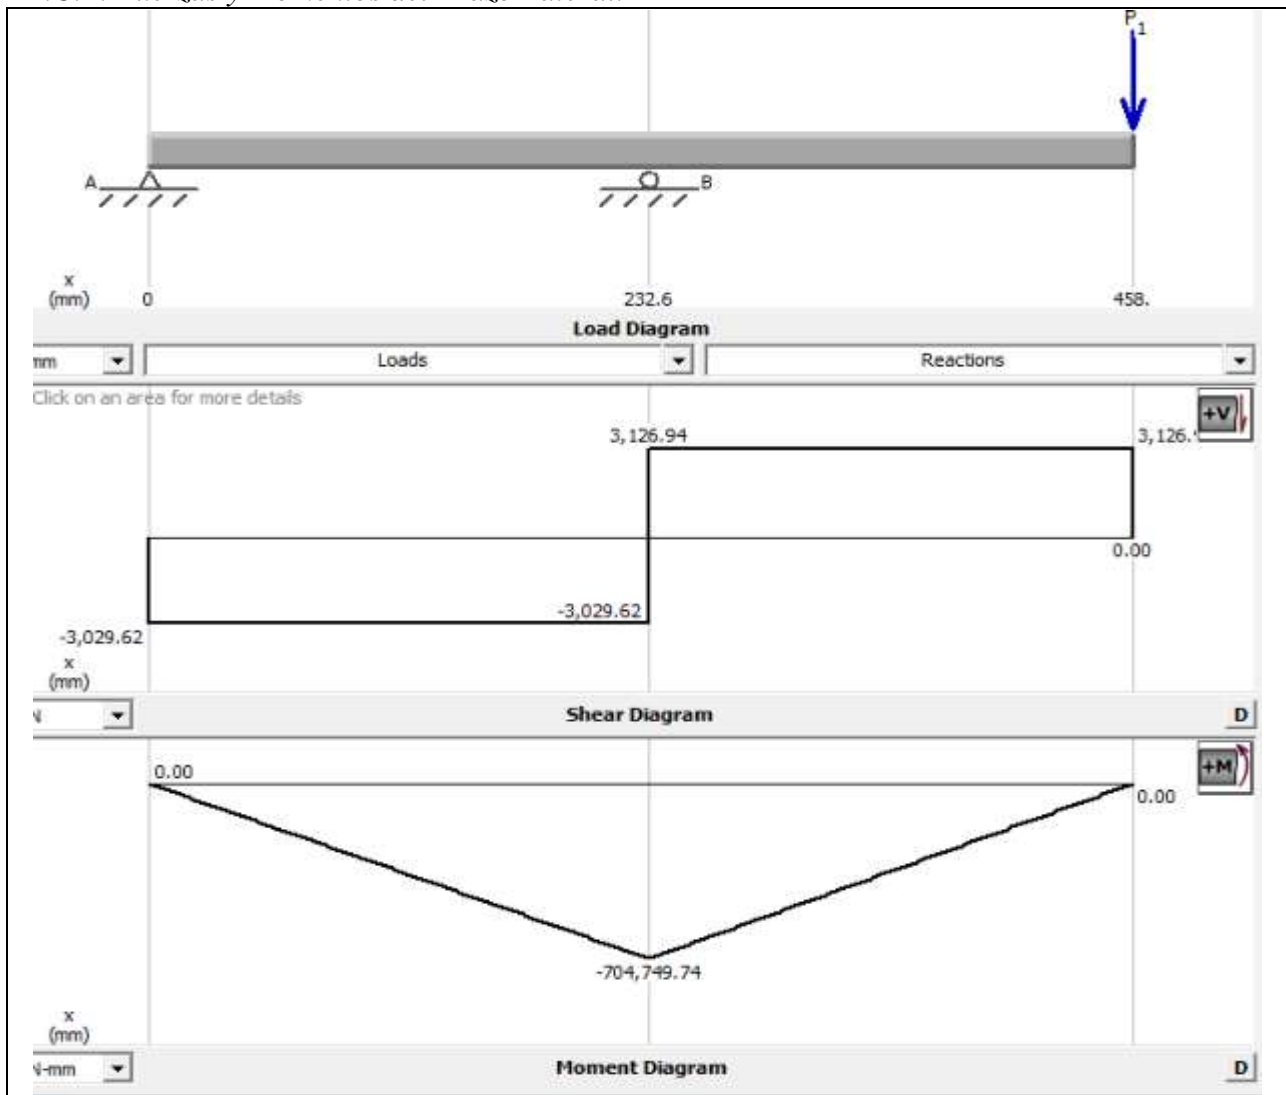 P1
A
B
x
(mm) 0 232.6 458.
Load Diagram
mm Loads Reactions
Click on an area for more details
+V
3,126.94 3,126.
0.00
-3,029.62
-3,029.62
x
(mm)
Shear Diagram D
0.00
+M
0.00
-704,749.74
x
(mm)
N-mm Moment Diagram D